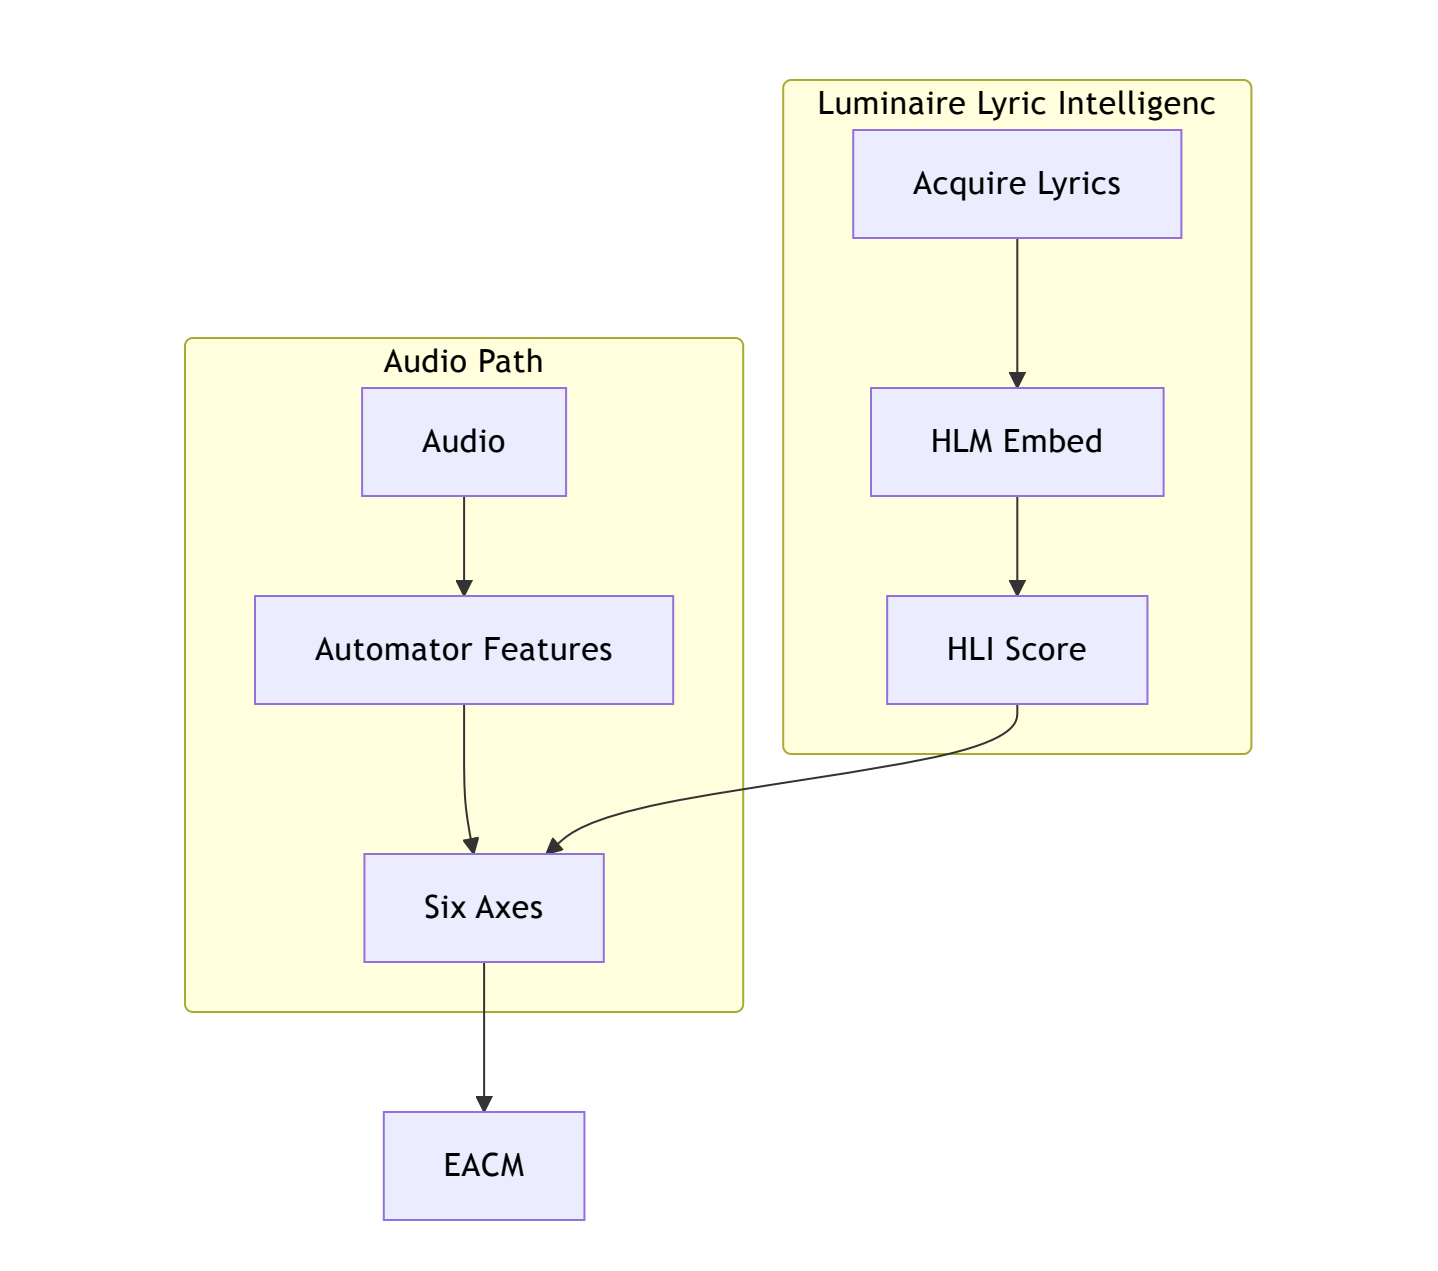 Luminaire Lyric Intelligenc
Acquire Lyrics
Audio Path
Audio
HLM Embed
Automator Features
HLI Score
Six Axes
EACM